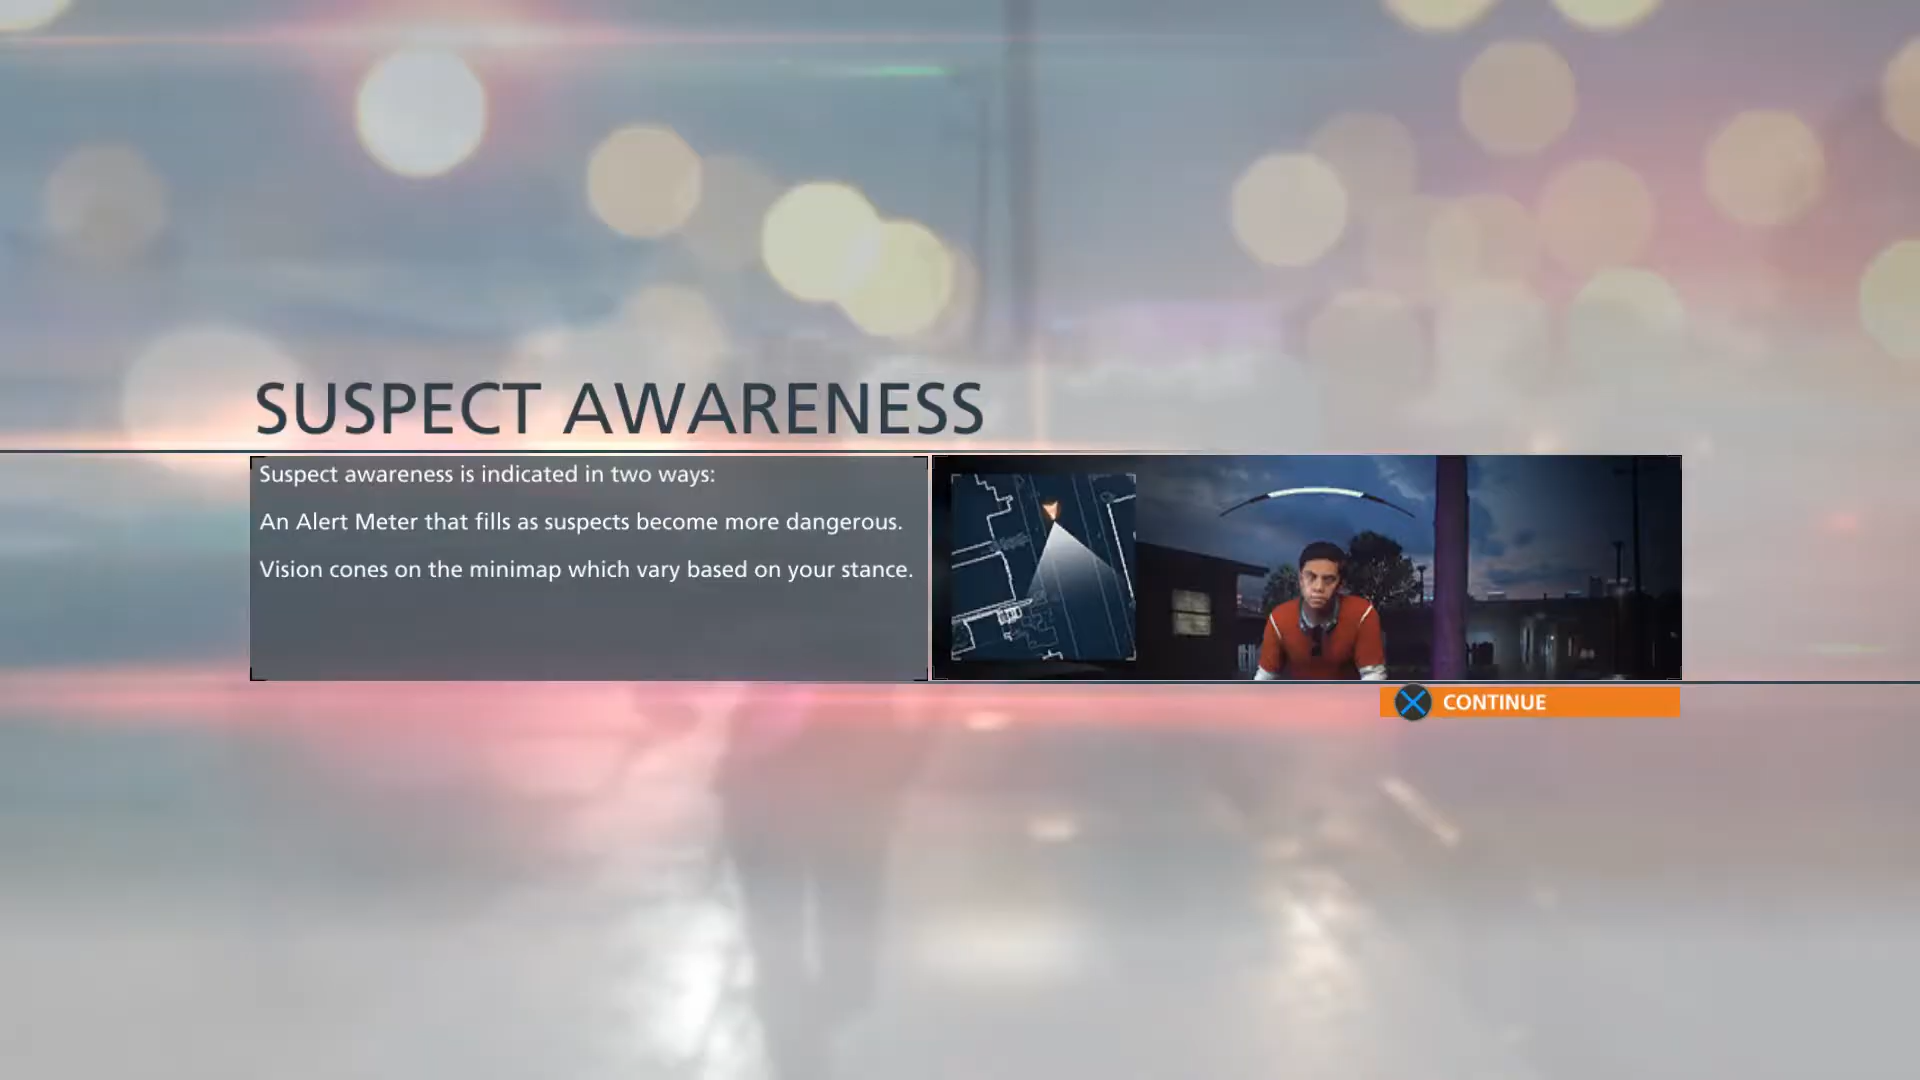 SUSPECT AWARENESS
Suspect awareness is indicated in two ways:
An Alert Meter that fills as suspects become more dangerous.
Vision cones on the minimap which vary based on your stance.
CONTINUE